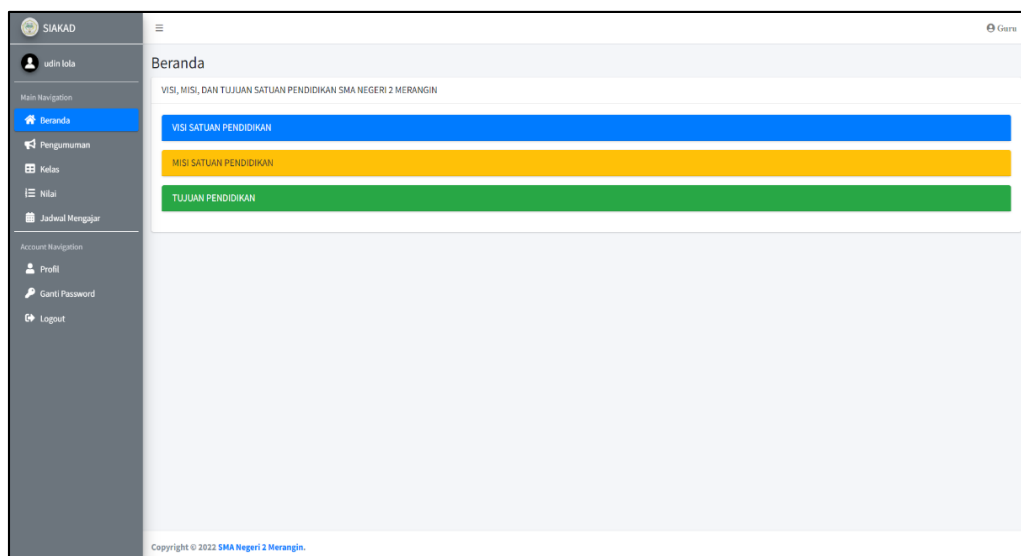 SIAKAD
Guru
udin lola
Main Navigation
Beranda
Pengumuman
Kelas
Nilai
Jadwal Mengajar
Account Navigation
Profil
Ganti Password
Logout
Beranda
VISI, MISI, DAN TUJUAN SATUAN PENDIDIKAN SMA NEGERI 2 MERANGIN
VISI SATUAN PENDIDIKAN
MISI SATUAN PENDIDIKAN
TUJUAN PENDIDIKAN
Copyright © 2022 SMA Negeri 2 Merangin.